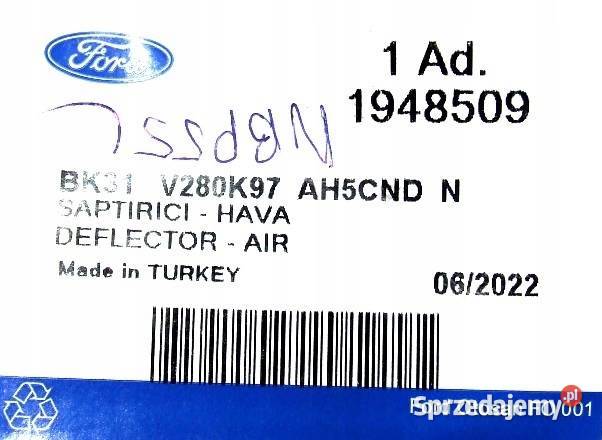 Ford
1 Ad.
1948509
BK31 V280K97 AH5CND N
SAPTIRICI - HAVA
DEFLECTOR - AIR
Made in TURKEY
06/2022
Sprzedajemy.pl